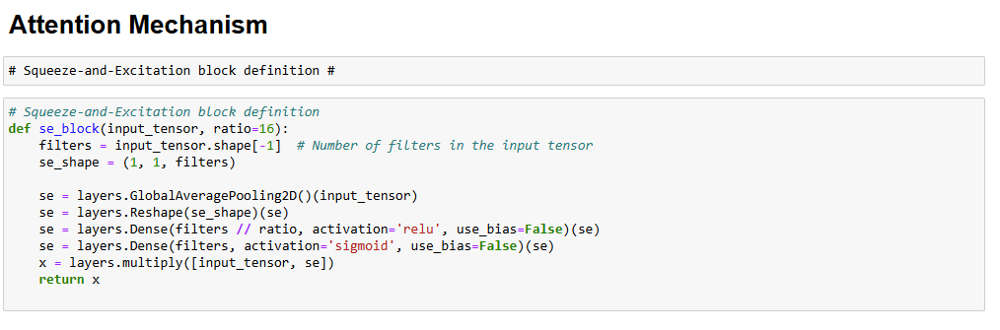 Attention Mechanism
# Squeeze-and-Excitation block definition #
# Squeeze-and-Excitation block definition
def se_block(input_tensor, ratio=16):
    filters = input_tensor.shape[-1]  # Number of filters in the input tensor
    se_shape = (1, 1, filters)
    se = layers.GlobalAveragePooling2D()(input_tensor)
    se = layers.Reshape(se_shape)(se)
    se = layers.Dense(filters // ratio, activation='relu', use_bias=False)(se)
    se = layers.Dense(filters, activation='sigmoid', use_bias=False)(se)
    x = layers.multiply([input_tensor, se])
    return x